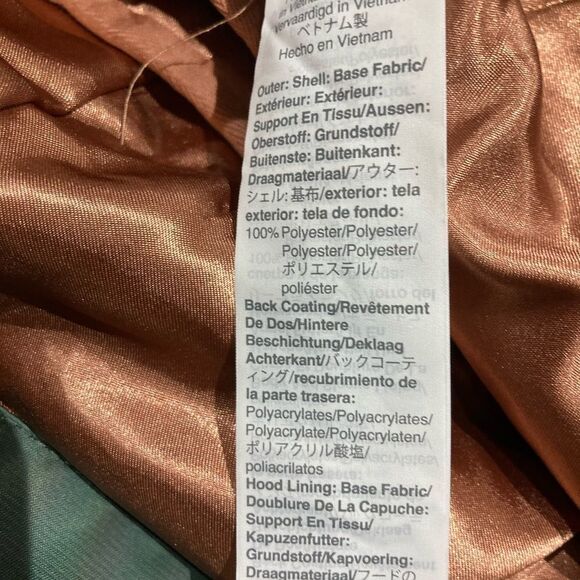 Vervaardigd in Vietnam
ベトナム製
Hecho en Vietnam
Outer: Shell: Base Fabric/
Extérieur: Extérieur:
Support En Tissu/Aussen:
Oberstoff: Grundstoff/
Buitenste: Buitenkant:
Draagmateriaal/アウター:
シェル: 基布/exterior: tela
exterior: tela de fondo:
100% Polyester/Polyester/
Polyester/Polyester/
ポリエステル/
poliéster
Back Coating/Revêtement
De Dos/Hintere
Beschichtung/Deklaag
Achterkant/バックコーテ
ィング/recubrimiento de
la parte trasera:
Polyacrylates/Polyacrylates/
Polyacrylate/Polyacrylaten/
ポリアクリル酸塩/
poliacrilatos
Hood Lining: Base Fabric/
Doublure De La Capuche:
Support En Tissu/
Kapuzenfutter:
Grundstoff/Kapvoering:
Draagmateriaal/フードの